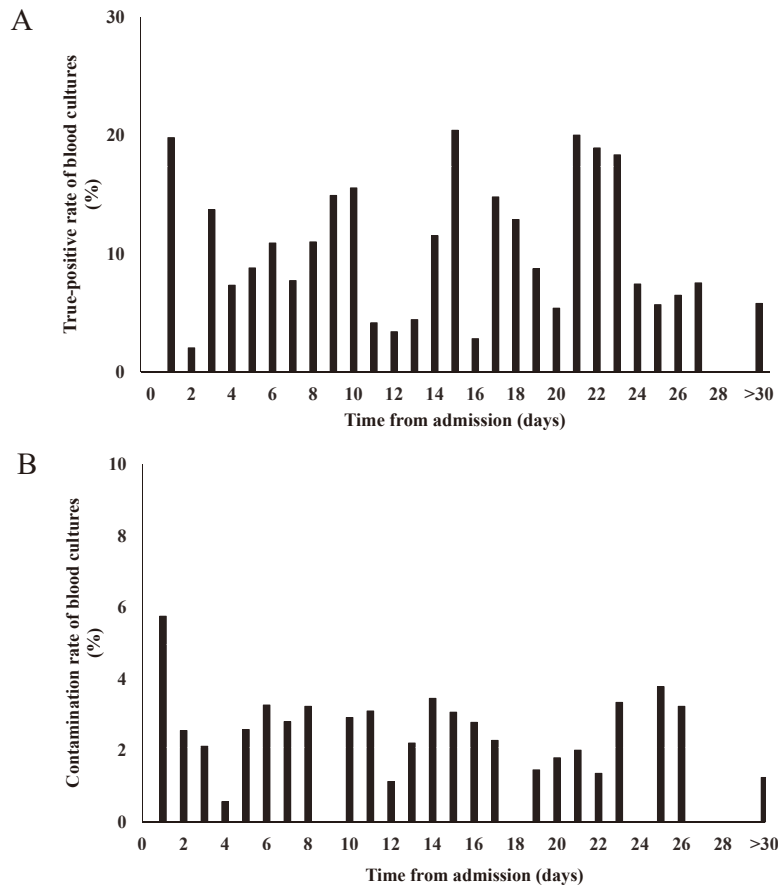 A
30
20
10
0
True-positive rate of blood cultures
(%)
0 2 4 6 8 10 12 14 16 18 20 22 24 26 28 >30
Time from admission (days)
B
10
8
6
4
2
0
Contamination rate of blood cultures
(%)
0 2 4 6 8 10 12 14 16 18 20 22 24 26 28 >30
Time from admission (days)